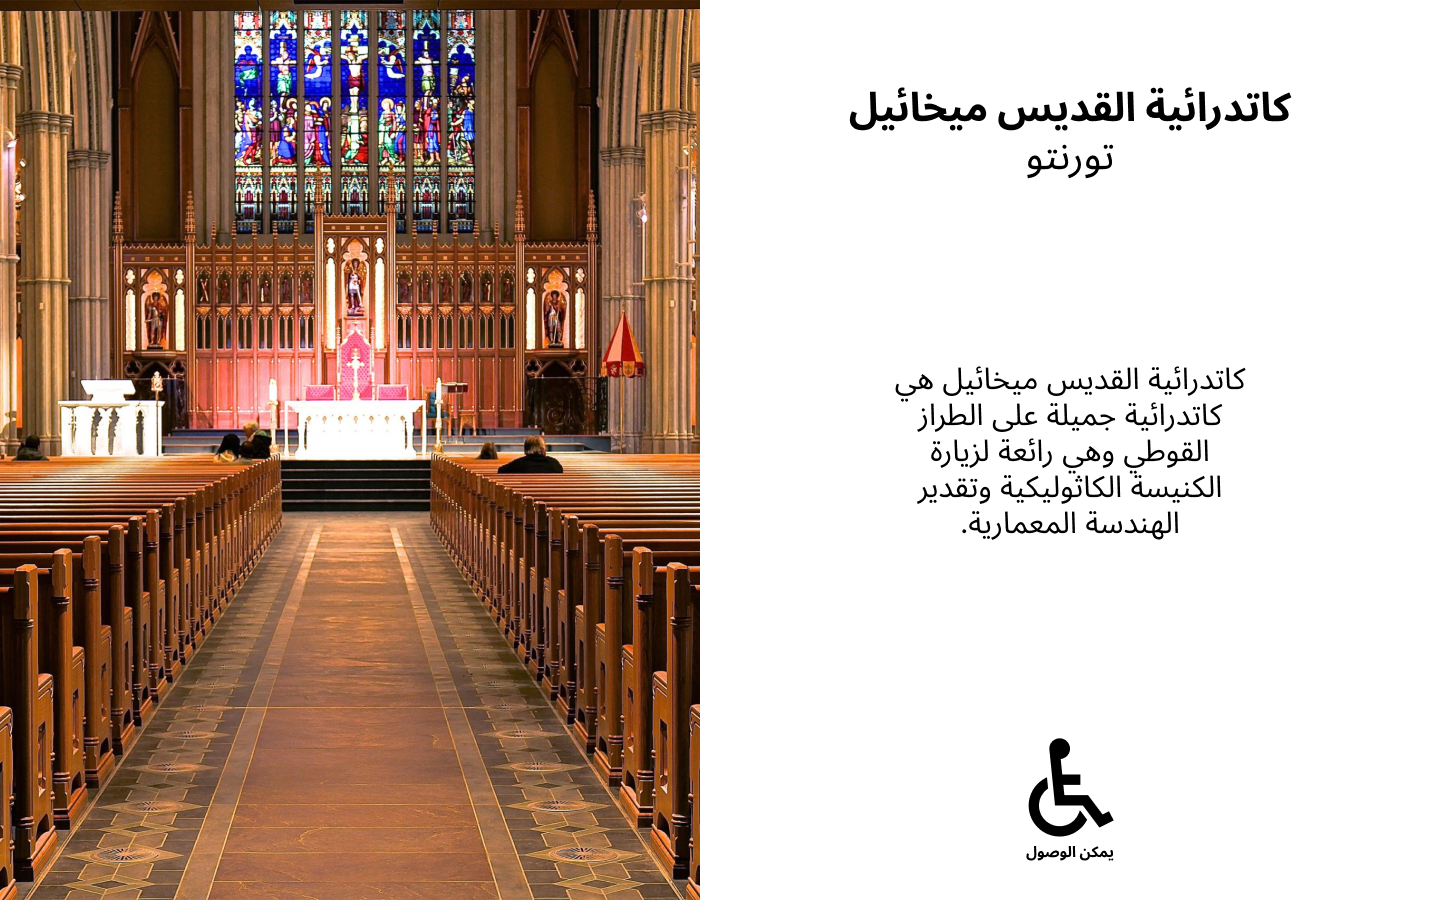 كاتدرائية القديس ميخائيل
تورنتو
كاتدرائية القديس ميخائيل هي
كاتدرائية جميلة على الطراز
القوطي وهي رائعة لزيارة
الكنيسة الكاثوليكية وتقدير
الهندسة المعمارية.
يمكن الوصول